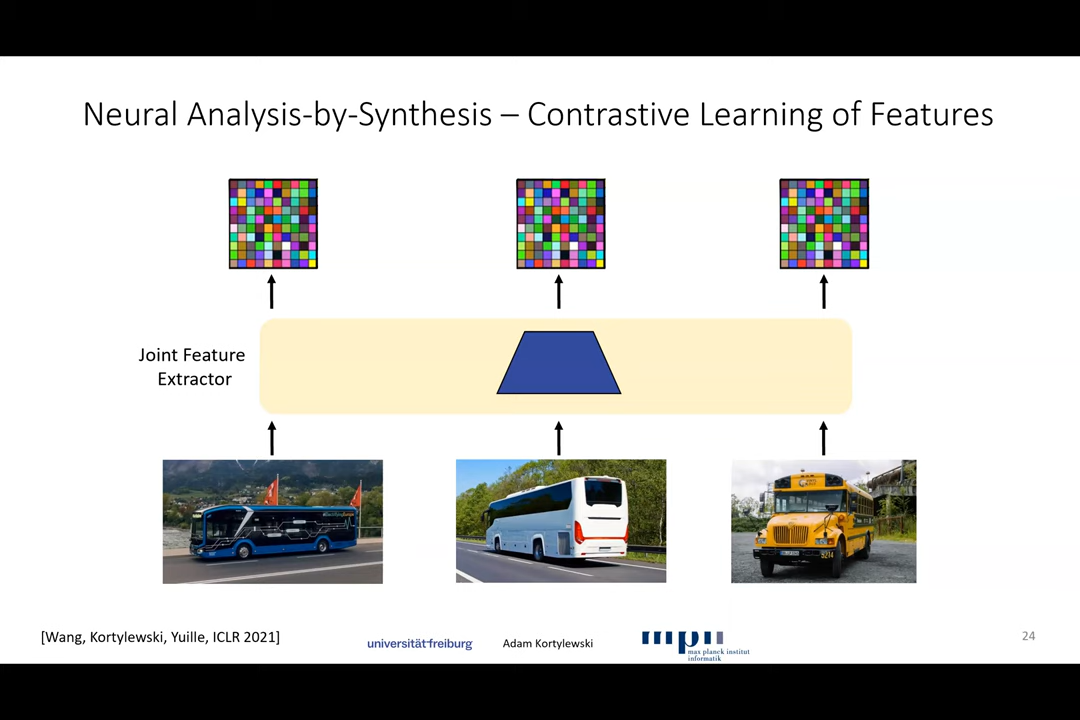 Neural Analysis-by-Synthesis – Contrastive Learning of Features
Joint Feature
Extractor
5214
[Wang, Kortylewski, Yuille, ICLR 2021]
universität freiburg
Adam Kortylewski
max planck institut
informatik
24